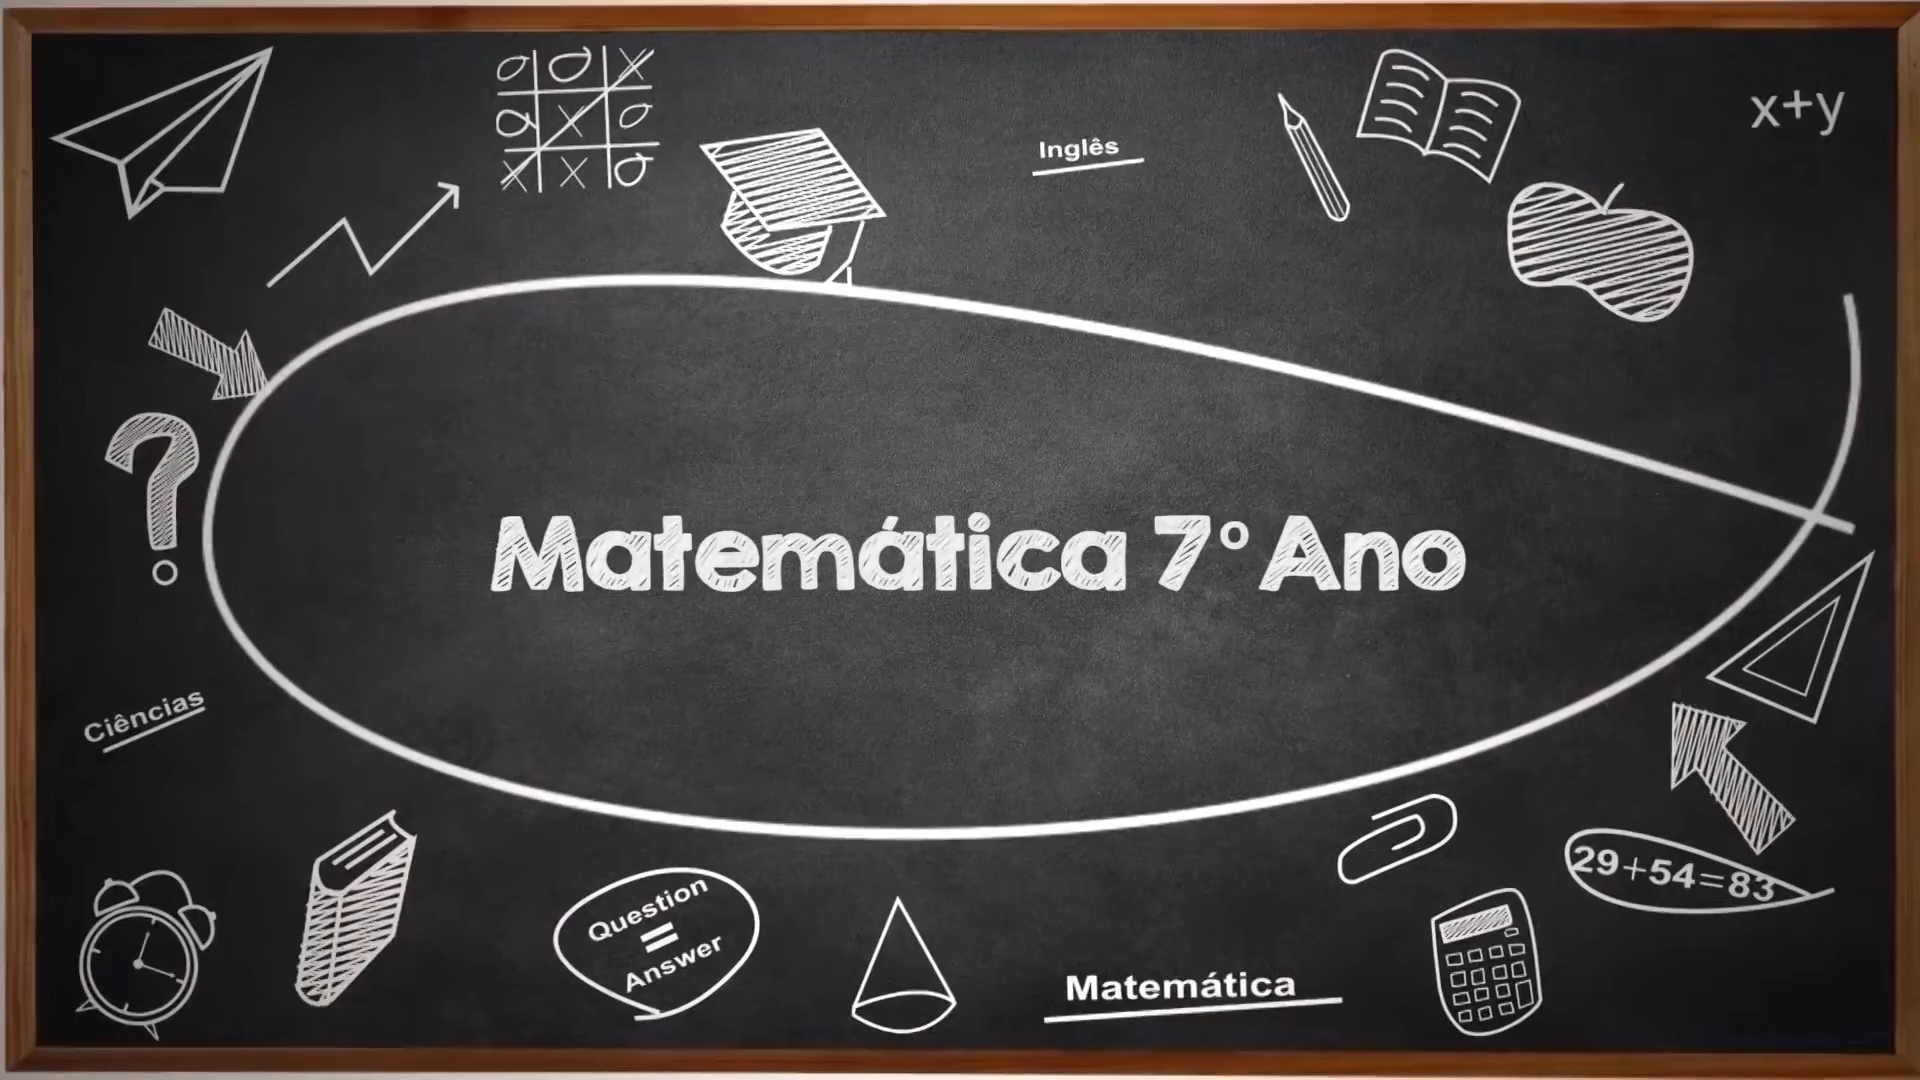 O O X
O X O
X X O
Inglês
x+y
Matemática 7º Ano
?
Ciências
29+54=83
Question
=
Answer
Matemática